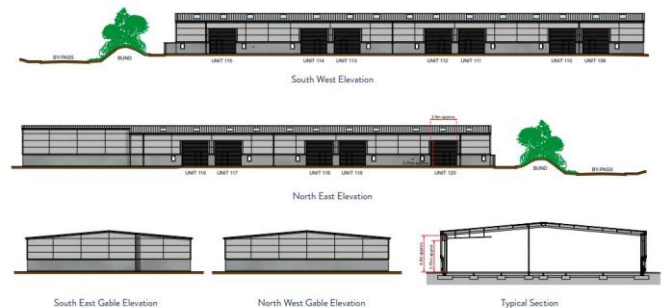 BY-PASS
BUND
UNIT 115
UNIT 114
UNIT 113
UNIT 112
UNIT 111
UNIT 110
UNIT 109
South West Elevation
UNIT 116
UNIT 117
UNIT 118
UNIT 119
UNIT 120
BUND
BY-PASS
North East Elevation
South East Gable Elevation
North West Gable Elevation
Typical Section